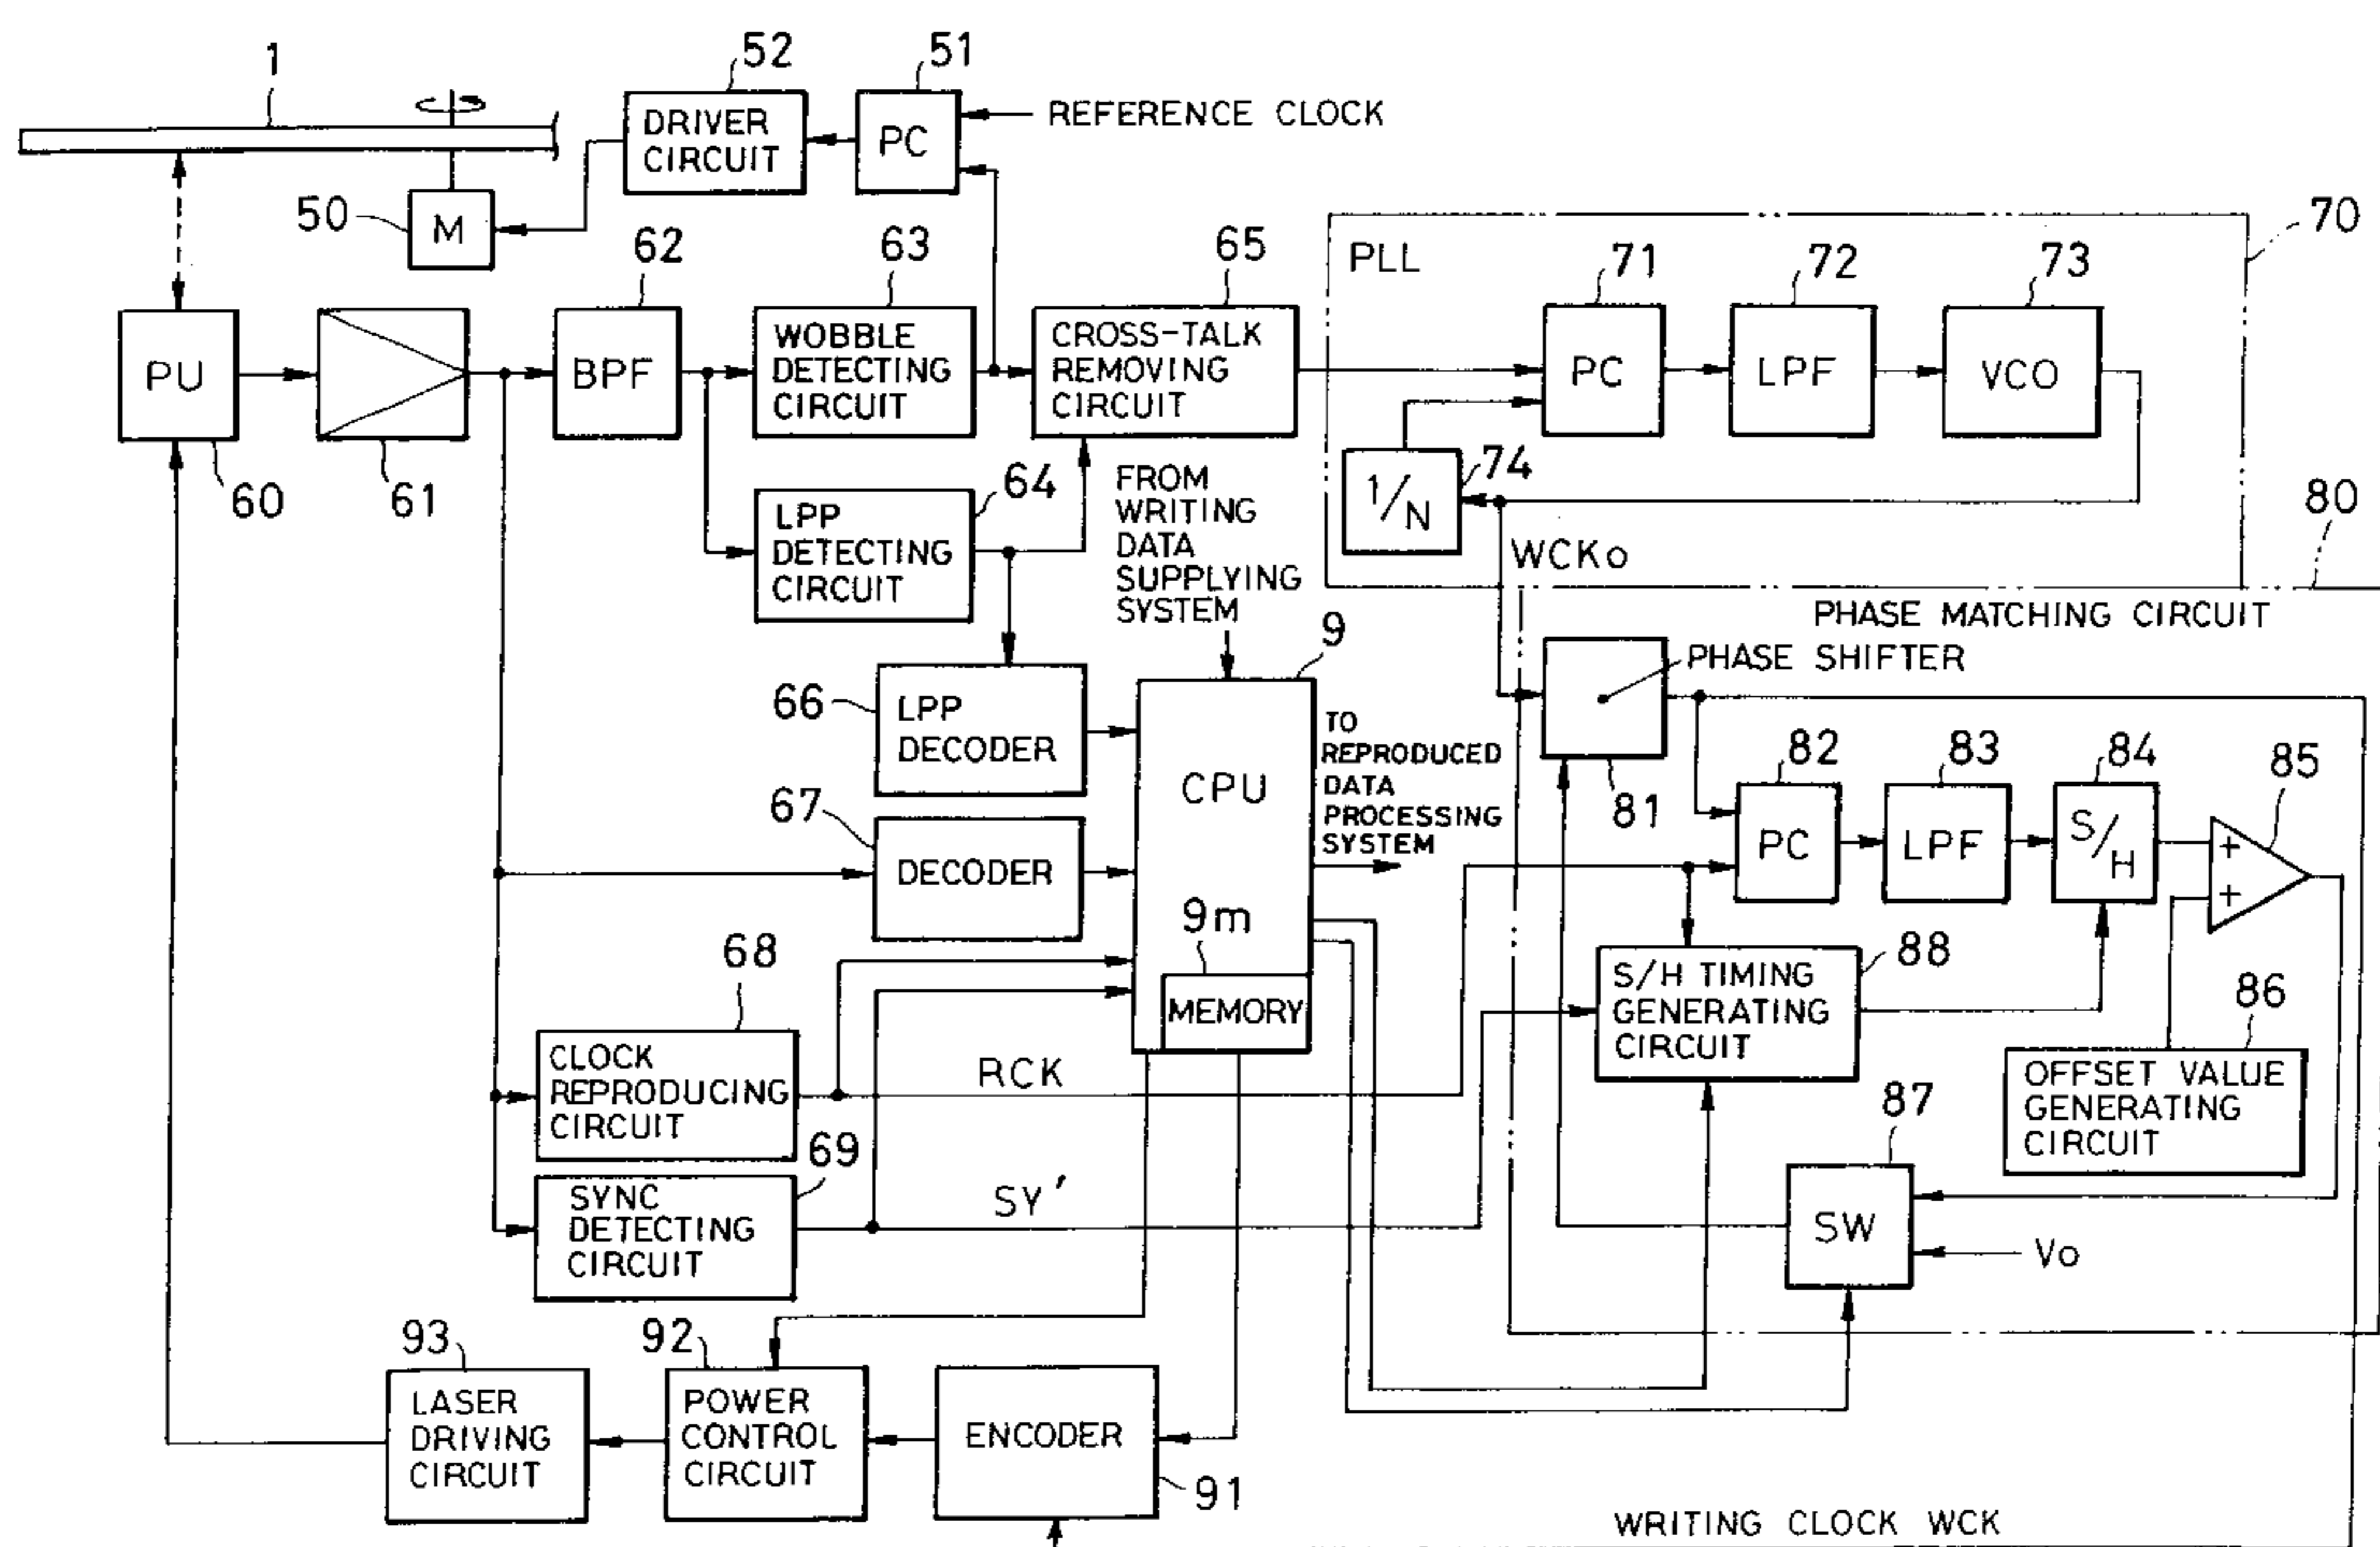 1
52
51
DRIVER
CIRCUIT
PC
REFERENCE CLOCK
50
M
62
63
65
70
PLL
71
72
73
PU
BPF
WOBBLE
DETECTING
CIRCUIT
CROSS-TALK
REMOVING
CIRCUIT
PC
LPF
VCO
60
61
64
LPP
DETECTING
CIRCUIT
FROM
WRITING
DATA
SUPPLYING
SYSTEM
1/N
74
WCKo
80
PHASE MATCHING CIRCUIT
PHASE SHIFTER
9
66
LPP
DECODER
CPU
TO
REPRODUCED
DATA
PROCESSING
SYSTEM
81
82
83
84
85
PC
LPF
S/H
+
+
67
DECODER
9m
MEMORY
68
CLOCK
REPRODUCING
CIRCUIT
RCK
S/H TIMING
GENERATING
CIRCUIT
88
86
OFFSET VALUE
GENERATING
CIRCUIT
69
SYNC
DETECTING
CIRCUIT
SY'
87
SW
Vo
93
LASER
DRIVING
CIRCUIT
92
POWER
CONTROL
CIRCUIT
ENCODER
91
WRITING CLOCK WCK